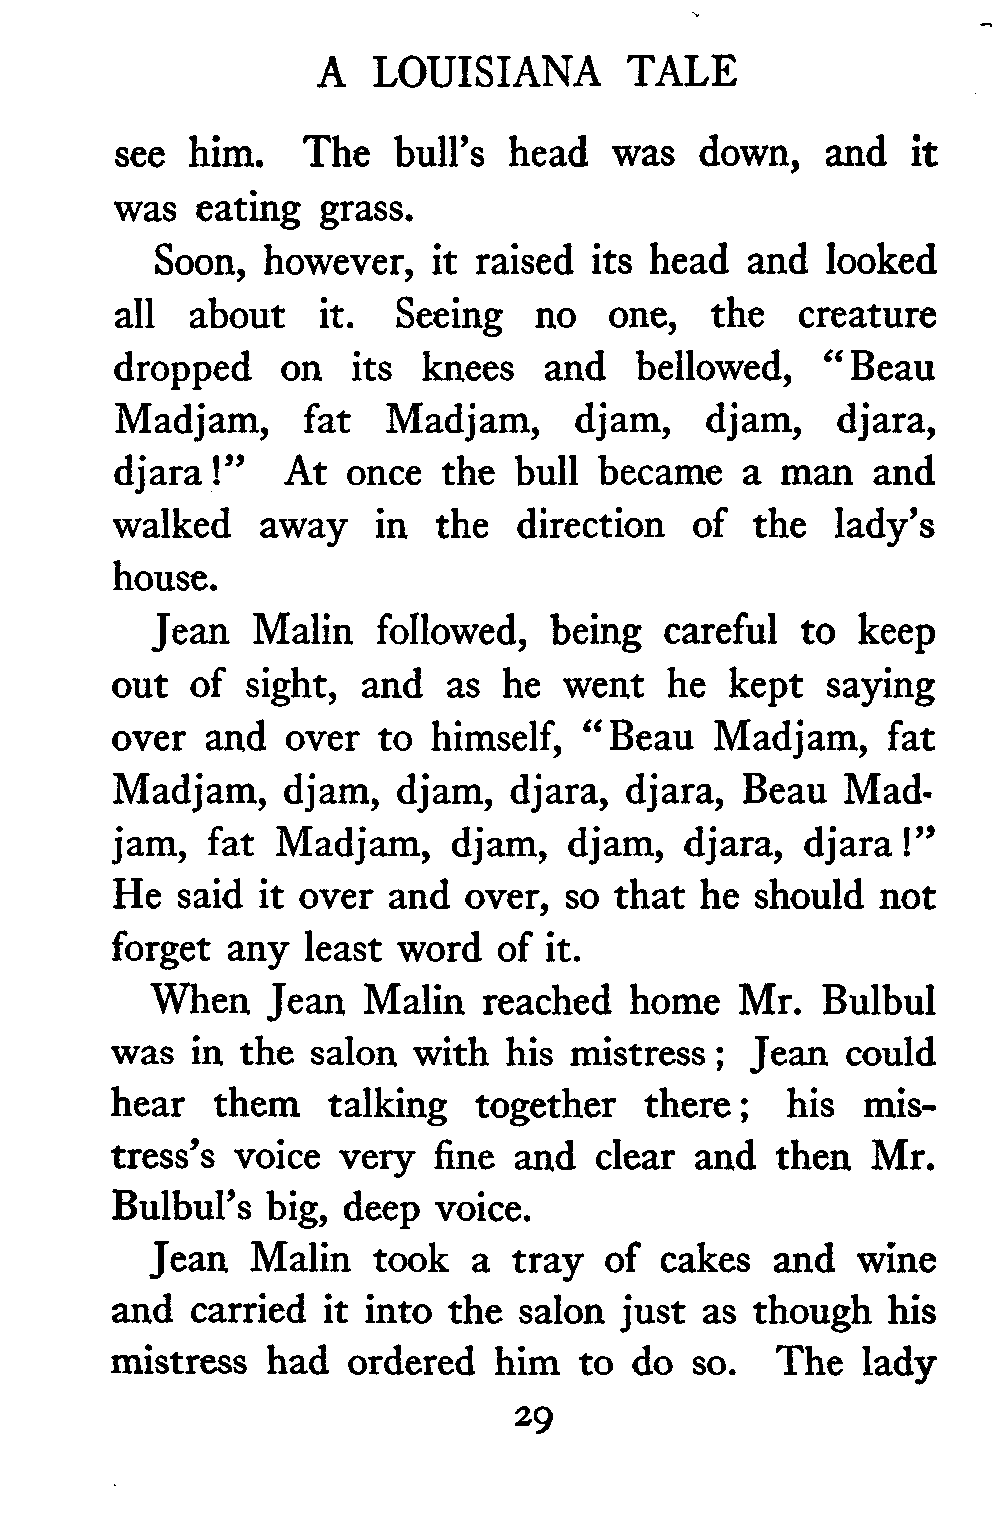 A LOUISIANA TALE
see him. The bull's head was down, and it
was eating grass.
Soon, however, it raised its head and looked
all about it. Seeing no one, the creature
dropped on its knees and bellowed, "Beau
Madjam, fat Madjam, djam, djam, djara,
djara!" At once the bull became a man and
walked away in the direction of the lady's
house.
Jean Malin followed, being careful to keep
out of sight, and as he went he kept saying
over and over to himself, "Beau Madjam, fat
Madjam, djam, djam, djara, djara, Beau Mad-
jam, fat Madjam, djam, djam, djara, djara!"
He said it over and over, so that he should not
forget any least word of it.
When Jean Malin reached home Mr. Bulbul
was in the salon with his mistress; Jean could
hear them talking together there; his mis-
tress's voice very fine and clear and then Mr.
Bulbul's big, deep voice.
Jean Malin took a tray of cakes and wine
and carried it into the salon just as though his
mistress had ordered him to do so. The lady
29